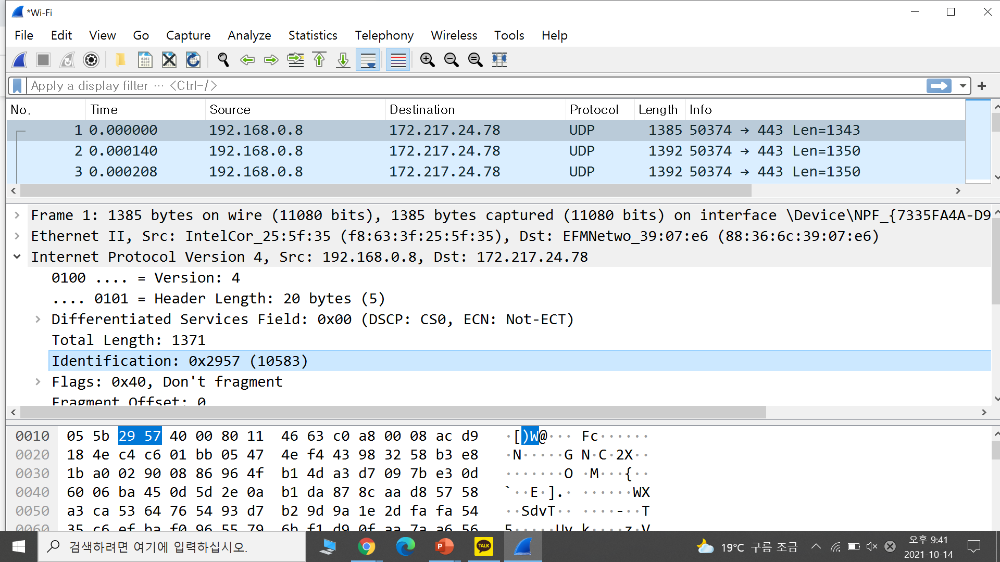 *Wi-Fi
File Edit View Go Capture Analyze Statistics Telephony Wireless Tools Help
Apply a display filter ··· <Ctrl-/>
No. Time Source Destination Protocol Length Info
1 0.000000 192.168.0.8 172.217.24.78 UDP 1385 50374 → 443 Len=1343
2 0.000140 192.168.0.8 172.217.24.78 UDP 1392 50374 → 443 Len=1350
3 0.000208 192.168.0.8 172.217.24.78 UDP 1392 50374 → 443 Len=1350
Frame 1: 1385 bytes on wire (11080 bits), 1385 bytes captured (11080 bits) on interface \Device\NPF_{7335FA4A-D9
Ethernet II, Src: IntelCor_25:5f:35 (f8:63:3f:25:5f:35), Dst: EFMNetwo_39:07:e6 (88:36:6c:39:07:e6)
Internet Protocol Version 4, Src: 192.168.0.8, Dst: 172.217.24.78
0100 .... = Version: 4
.... 0101 = Header Length: 20 bytes (5)
Differentiated Services Field: 0x00 (DSCP: CS0, ECN: Not-ECT)
Total Length: 1371
Identification: 0x2957 (10583)
Flags: 0x40, Don't fragment
Fragment Offset: 0
0010 05 5b 29 57 40 00 80 11 46 63 c0 a8 00 08 ac d9 ·[)W@··· Fc······
0020 18 4e c4 c6 01 bb 05 47 4e f4 43 98 32 58 b3 e8 ·N·····G N·C·2X··
0030 1b a0 02 90 08 86 96 4f b1 4d a3 d7 09 7b e3 0d ·······O ·M···{··
0040 60 06 ba 45 0d 5d 2e 0a b1 da 87 8c aa d8 57 58 `··E·].· ······WX
0050 a3 ca 53 64 76 54 93 d7 b2 9d 9a 1e 2d fa fa 54 ··SdvT·· ····-··T
0060 35 c6 ef ba f0 96 55 79 6b f1 d9 0f aa 7a a6 56 5·····Uy k····z·V
검색하려면 여기에 입력하십시오.
TALK
19°C 구름 조금
오후 9:41
2021-10-14